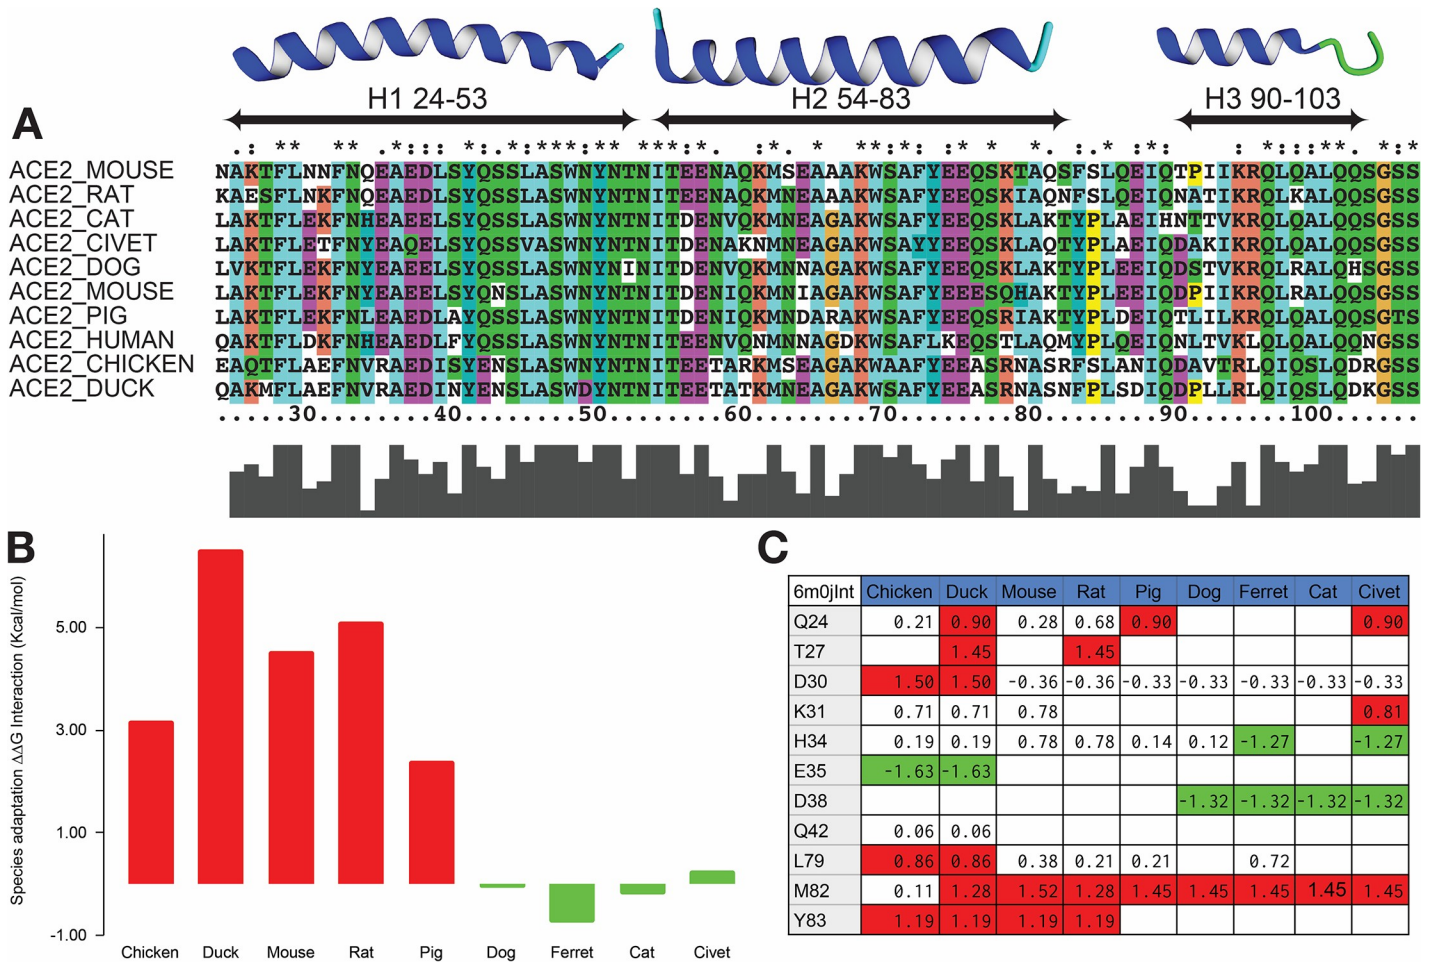 H1 24-53 H2 54-83 H3 90-103
A
.: ** ** .*::: *: *: ***** ** ****: .* :* . * **:** :: * * . : . * :* : *:::** . *:*
ACE2_MOUSE NAKTFLNNFNQEAEDLSYQSSLASWNYNTNITEENAQKMSEAAAKWSAFYEEQSKTAQSFSLQEIQTPIIKRQLQALQQSGSS
ACE2_RAT KAESFLNKFNQEAEDLSYQSSLASWNYNTNITEENAQKMNEAAAKWSAFYEEQSKIAQNFSLQEIQNATIKRQLKALQQSGSS
ACE2_CAT LAKTFLEKFNHEAEELSYQSSLASWNYNTNITDENVQKMNEAGAKWSAFYEEQSKLAKTYPLAEIHNTTVKRQLQALQQSGSS
ACE2_CIVET LAKTFLETFNYEAQELSYQSSVASWNYNTNITDENAKNMNEAGAKWSAYYEEQSKLAQTYPLAEIQDAKIKRQLQALQQSGSS
ACE2_DOG LVKTFLEKFNYEAEELSYQSSLASWNYNINITDENVQKMNNAGAKWSAFYEEQSKLAKTYPLEEIQDSTVKRQLRALQHSGSS
ACE2_MOUSE LAKTFLEKFNYEAEELSYQNSLASWNYNTNITDENIQKMNIAGAKWSAFYEEESQHAKTYPLEEIQDPIIKRQLRALQQSGSS
ACE2_PIG LAKTFLEKFNLEAEDLAYQSSLASWNYNTNITDENIQKMNDARAKWSAFYEEQSRIAKTYPLDEIQTLILKRQLQALQQSGTS
ACE2_HUMAN QAKTFLDKFNHEAEDLFYQSSLASWNYNTNITEENVQNMNNAGDKWSAFLKEQSTLAQMYPLQEIQNLTVKLQLQALQQNGSS
ACE2_CHICKEN EAQTFLAEFNVRAEDISYENSLASWNYNTNITEETARKMSEAGAKWAAFYEEASRNASRFSLANIQDAVTRLQIQSLQDRGSS
ACE2_DUCK QAKMFLAEFNVRAEDINYENSLASWDYNTNITEETATKMNEAGAKWSAFYEEASRNASNFPLSDIQDPLLRLQIQSLQDKGSS
.....30........40........50........60........70........80........90........100.......
B
Species adaptation ΔΔG Interaction (Kcal/mol)
5.00
3.00
1.00
-1.00
Chicken Duck Mouse Rat Pig Dog Ferret Cat Civet
C
6m0jInt Chicken Duck Mouse Rat Pig Dog Ferret Cat Civet
Q24 0.21 0.90 0.28 0.68 0.90 0.90
T27 1.45 1.45
D30 1.50 1.50 -0.36 -0.36 -0.33 -0.33 -0.33 -0.33 -0.33
K31 0.71 0.71 0.78 0.81
H34 0.19 0.19 0.78 0.78 0.14 0.12 -1.27 -1.27
E35 -1.63 -1.63
D38 -1.32 -1.32 -1.32 -1.32
Q42 0.06 0.06
L79 0.86 0.86 0.38 0.21 0.21 0.72
M82 0.11 1.28 1.52 1.28 1.45 1.45 1.45 1.45 1.45
Y83 1.19 1.19 1.19 1.19